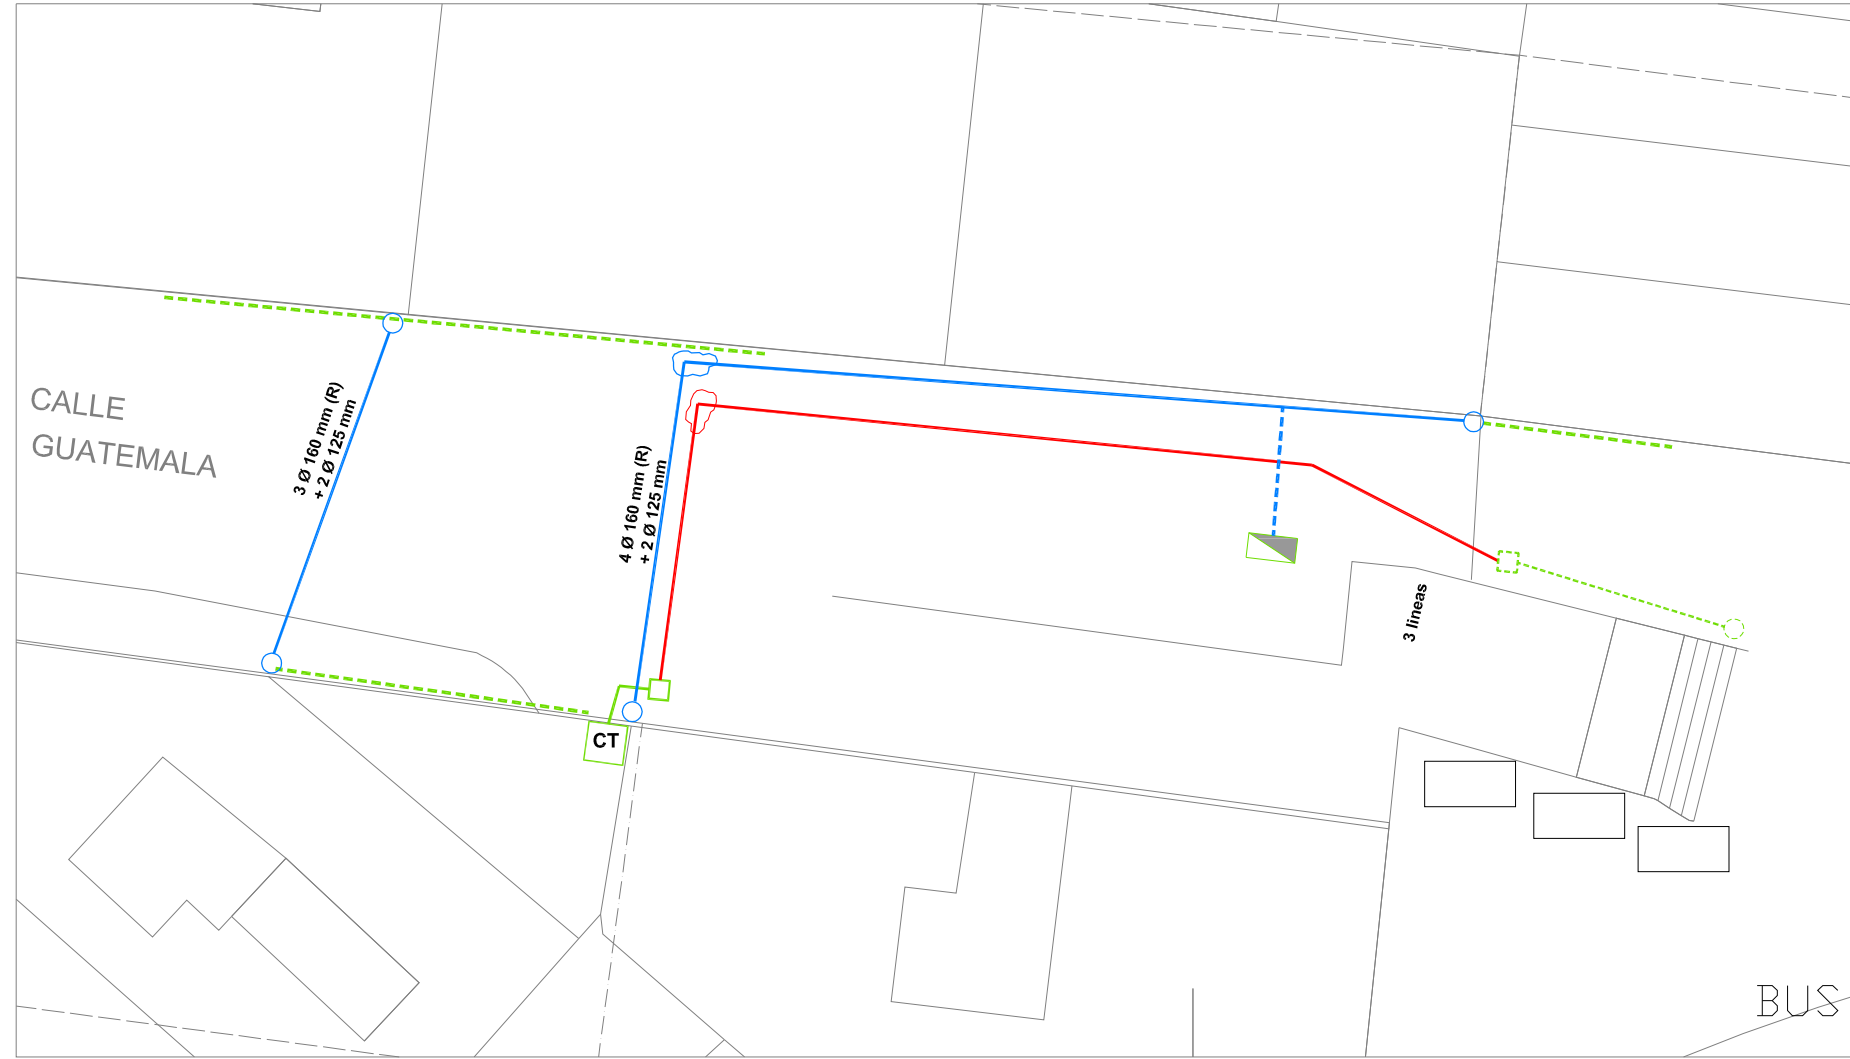 CALLE
GUATEMALA
3 Ø 160 mm (R)
+ 2 Ø 125 mm
4 Ø 160 mm (R)
+ 2 Ø 125 mm
3 lineas
CT
BUS